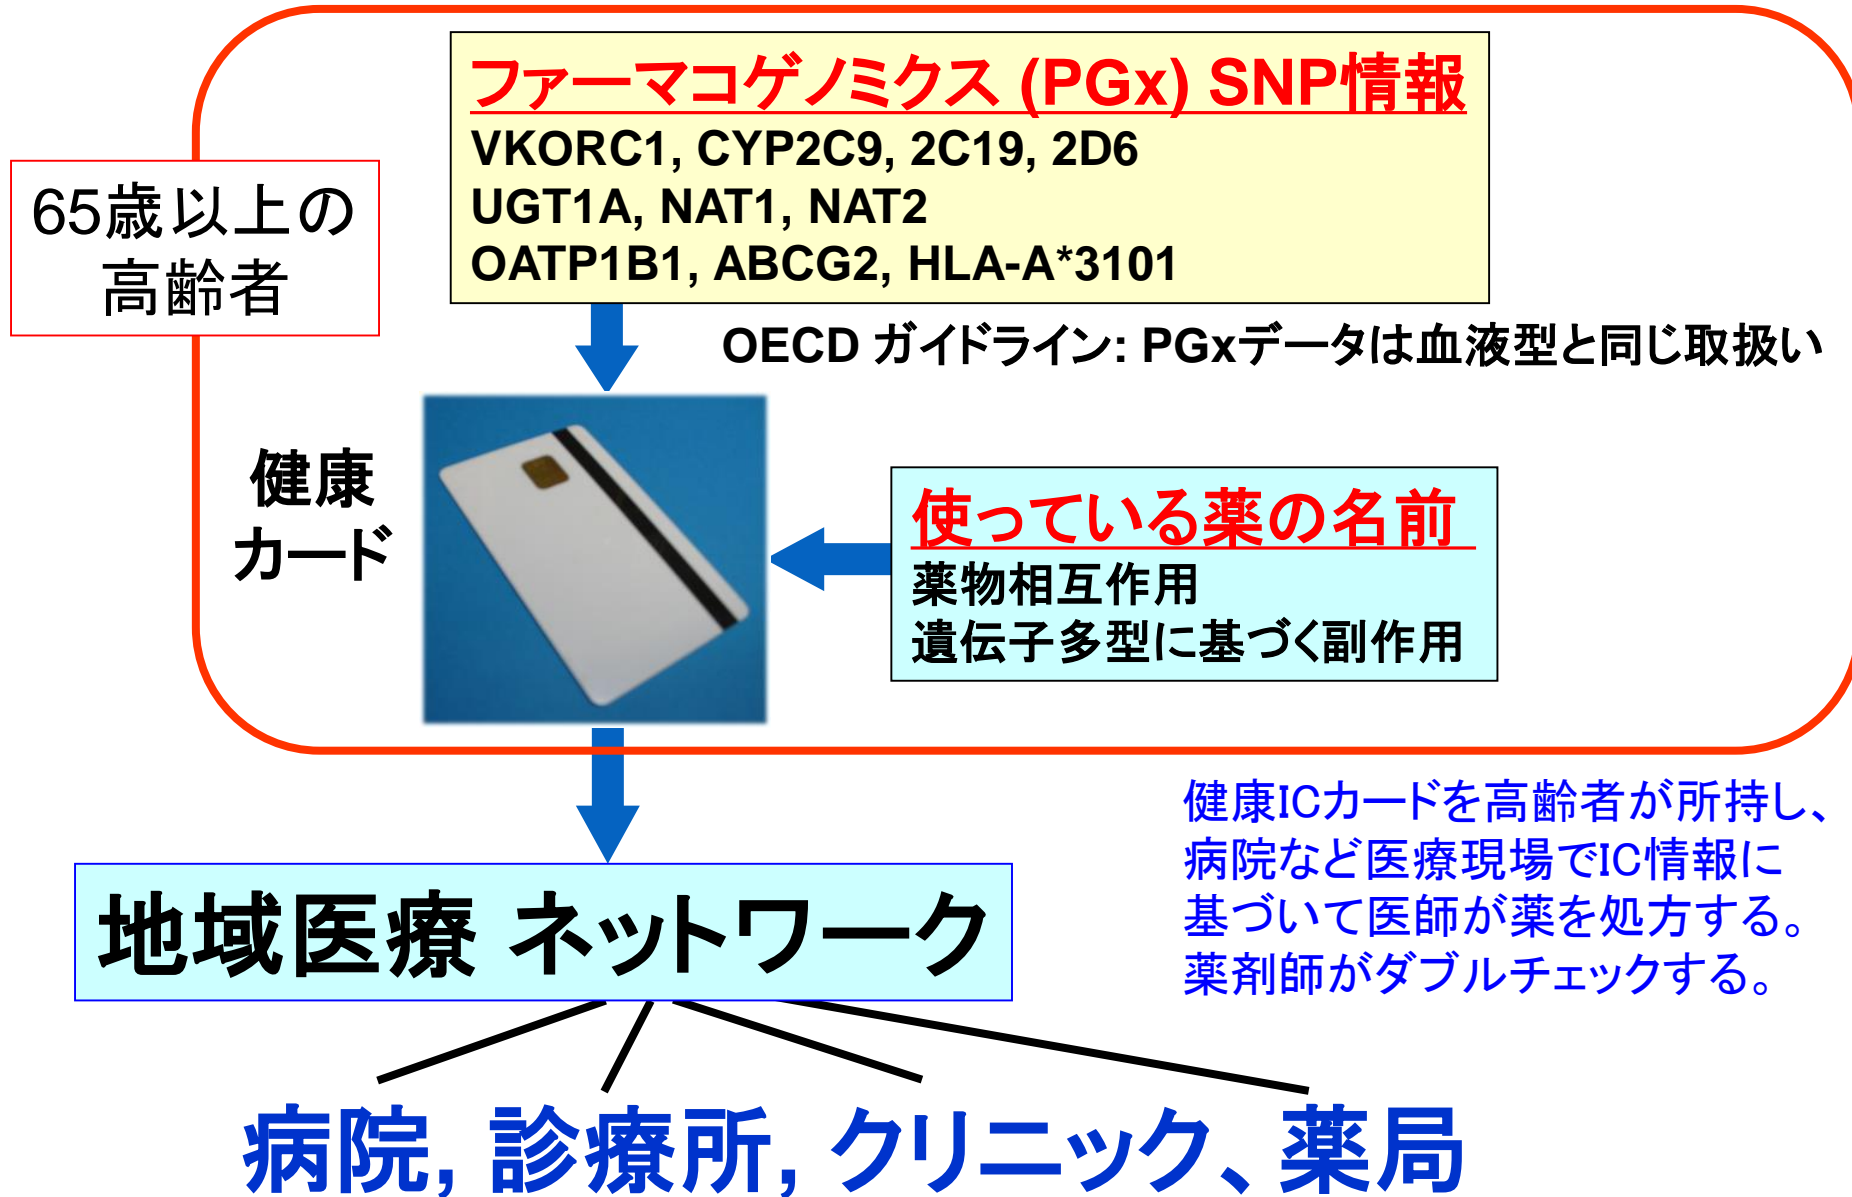 ファーマコゲノミクス (PGx) SNP情報
VKORC1, CYP2C9, 2C19, 2D6
UGT1A, NAT1, NAT2
OATP1B1, ABCG2, HLA-A*3101
65歳以上の
高齢者
OECD ガイドライン: PGxデータは血液型と同じ取扱い
健康
カード
使っている薬の名前
薬物相互作用
遺伝子多型に基づく副作用
健康ICカードを高齢者が所持し、
病院など医療現場でIC情報に
基づいて医師が薬を処方する。
薬剤師がダブルチェックする。
地域医療 ネットワーク
病院, 診療所, クリニック、薬局